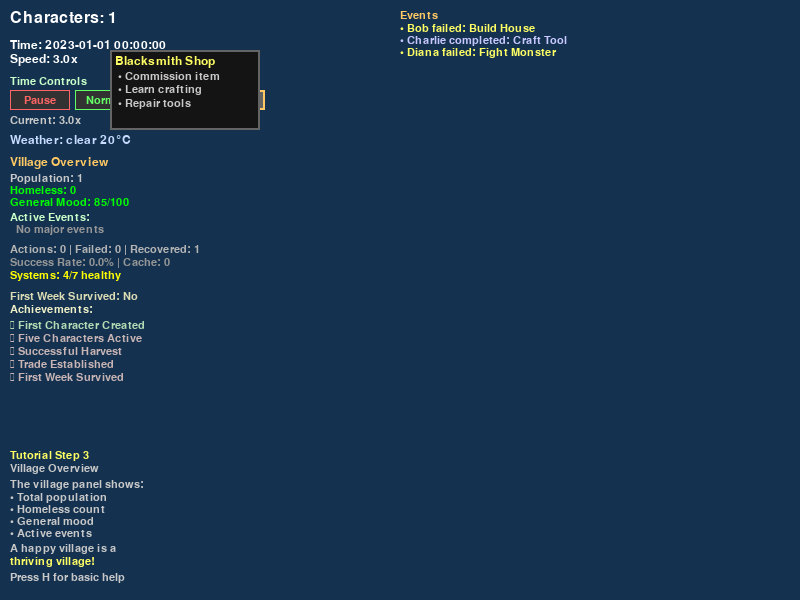 Characters: 1
Time: 2023-01-01 00:00:00
Speed: 3.0x
Time Controls
Pause
Norm
Current: 3.0x
Weather: clear 20°C
Village Overview
Population: 1
Homeless: 0
General Mood: 85/100
Active Events:
No major events
Actions: 0 | Failed: 0 | Recovered: 1
Success Rate: 0.0% | Cache: 0
Systems: 4/7 healthy
First Week Survived: No
Achievements:
First Character Created
Five Characters Active
Successful Harvest
Trade Established
First Week Survived
Tutorial Step 3
Village Overview
The village panel shows:
• Total population
• Homeless count
• General mood
• Active events
A happy village is a
thriving village!
Press H for basic help
Blacksmith Shop
• Commission item
• Learn crafting
• Repair tools
Events
• Bob failed: Build House
• Charlie completed: Craft Tool
• Diana failed: Fight Monster